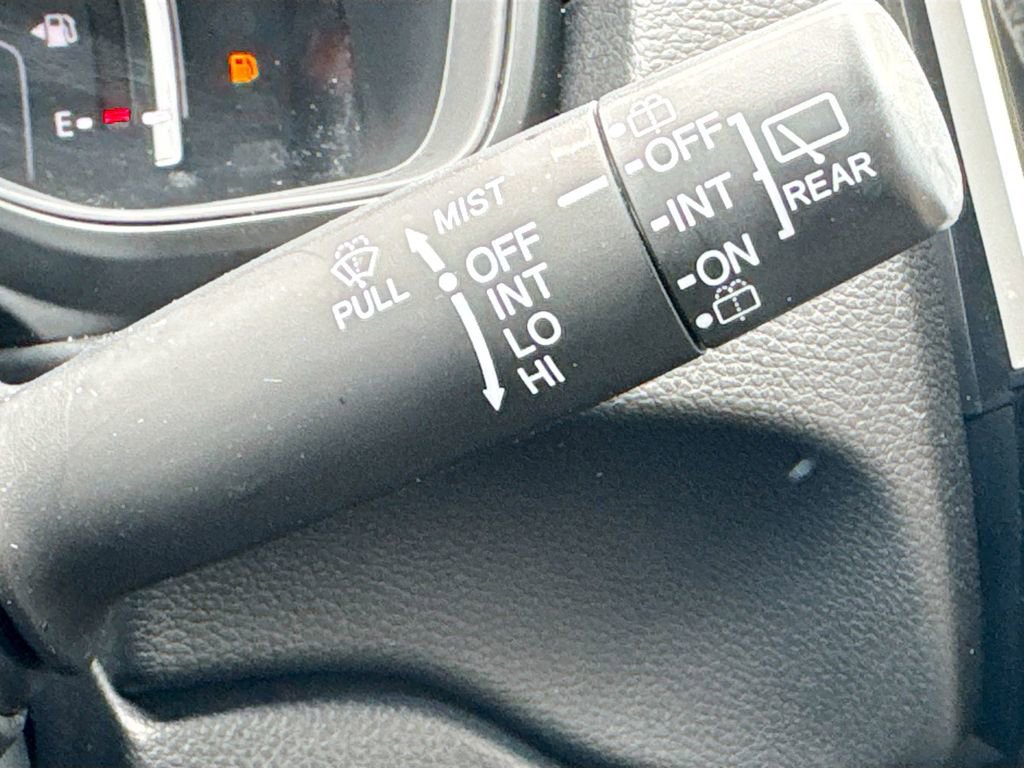 E
MIST
OFF
INT
LO
HI
PULL
OFF
INT
ON
REAR